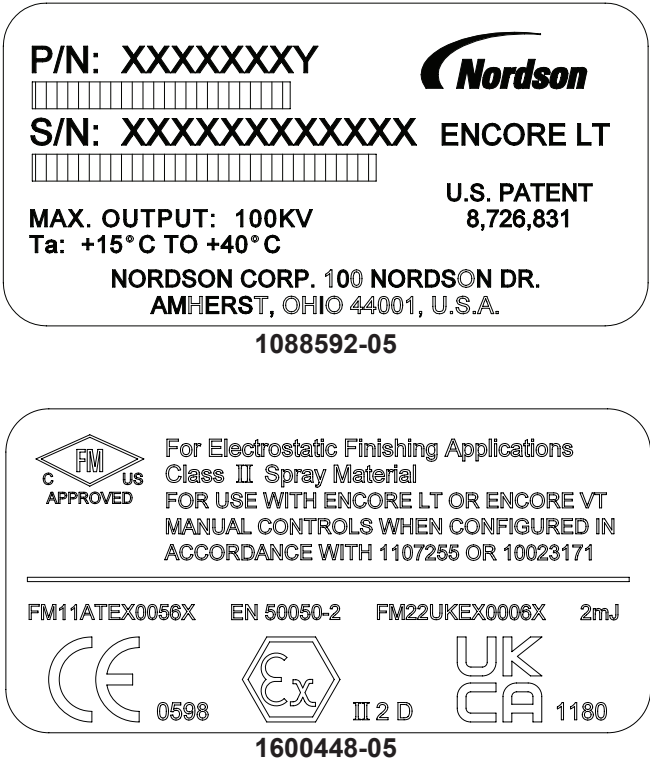 P/N: XXXXXXXY
Nordson
S/N: XXXXXXXXXXXX ENCORE LT
U.S. PATENT
8,726,831
MAX. OUTPUT: 100KV
Ta: +15°C TO +40°C
NORDSON CORP. 100 NORDSON DR.
AMHERST, OHIO 44001, U.S.A.
1088592-05
FM
C US
APPROVED
For Electrostatic Finishing Applications
Class II Spray Material
FOR USE WITH ENCORE LT OR ENCORE VT
MANUAL CONTROLS WHEN CONFIGURED IN
ACCORDANCE WITH 1107255 OR 10023171
FM11ATEX0056X EN 50050-2 FM22UKEX0006X 2mJ
CE 0598 Ex II 2 D UK CA 1180
1600448-05